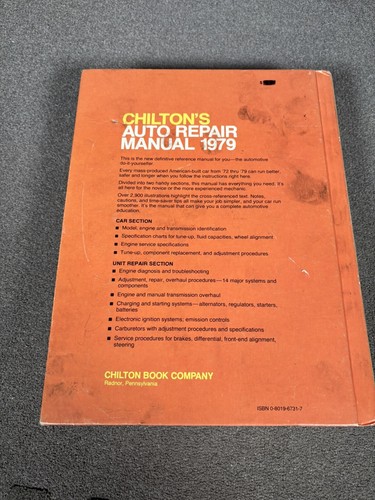 CHILTON'S
AUTO REPAIR
MANUAL 1979
This is the new definitive reference manual for you—the automotive
do-it-yourselfer.
Every mass-produced American-built car from '72 thru '79 can run better,
safer and longer when you follow the instructions right here.
Divided into two handy sections, this manual has everything you need. It's
all here for the novice or the more experienced mechanic.
Over 2,900 illustrations highlight the cross-referenced text. Notes,
cautions, and time-saver tips all make your job simpler, and your car run
smoother. It's the manual that can give you a complete automotive
education.
CAR SECTION
■ Model, engine and transmission identification
■ Specification charts for tune-up, fluid capacities, wheel alignment
■ Engine service specifications
■ Tune-up, component replacement, and adjustment procedures
UNIT REPAIR SECTION
■ Engine diagnosis and troubleshooting
■ Adjustment, repair, overhaul procedures—14 major systems and
components
■ Engine and manual transmission overhaul
■ Charging and starting systems—alternators, regulators, starters,
batteries
■ Electronic ignition systems; emission controls
■ Carburetors with adjustment procedures and specifications
■ Service procedures for brakes, differential, front-end alignment,
steering
CHILTON BOOK COMPANY
Radnor, Pennsylvania
ISBN 0-8019-6731-7